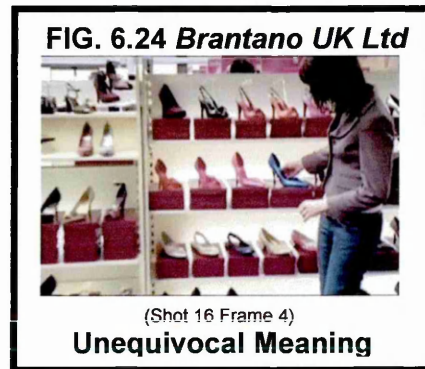 FIG. 6.24 Brantano UK Ltd
(Shot 16 Frame 4)
Unequivocal Meaning